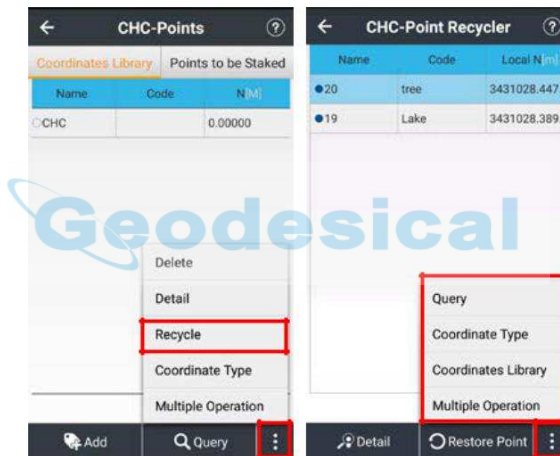 CHC-Points ?
Coordinates Library Points to be Staked
Name Code N[M]
CHC 0.00000
Delete
Detail
Recycle
Coordinate Type
Multiple Operation
Add Query
CHC-Point Recycler ?
Name Code Local N[m]
20 tree 3431028.447
19 Lake 3431028.389
Query
Coordinate Type
Coordinates Library
Multiple Operation
Detail Restore Point
Geodesical